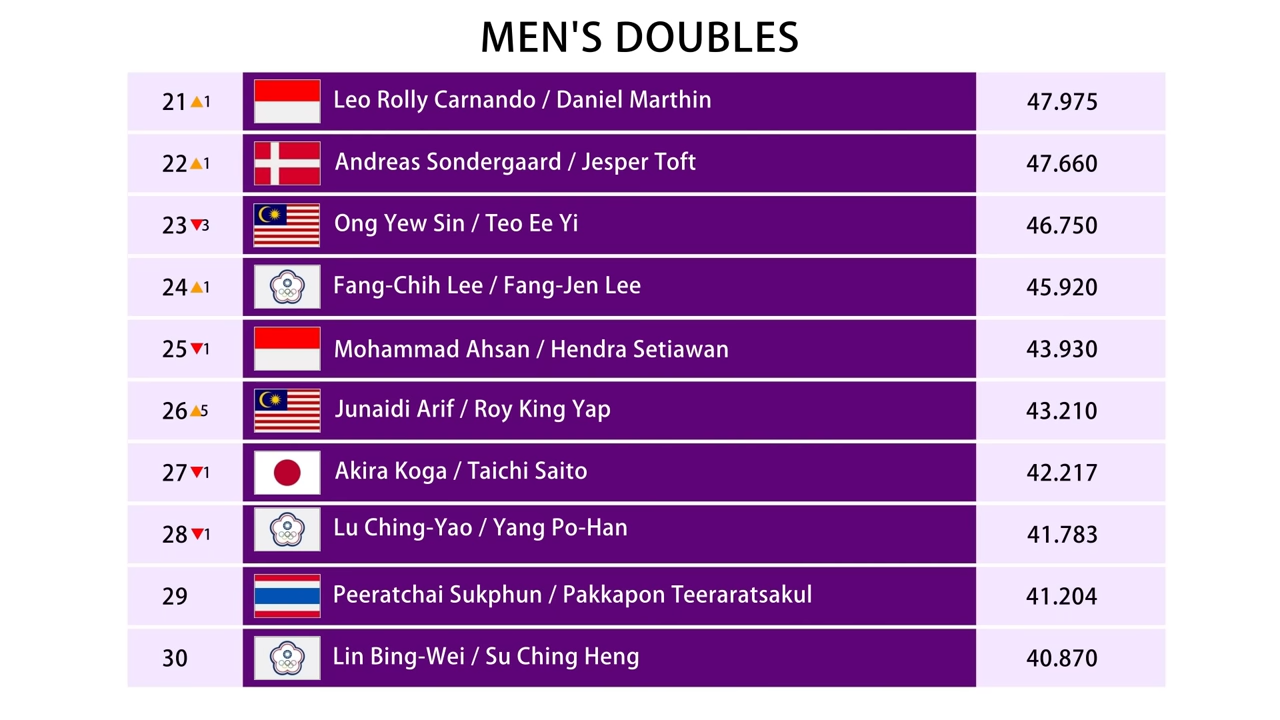 MEN'S DOUBLES
21 ▲1 Leo Rolly Carnando / Daniel Marthin 47.975
22 ▲1 Andreas Sondergaard / Jesper Toft 47.660
23 ▼3 Ong Yew Sin / Teo Ee Yi 46.750
24 ▲1 Fang-Chih Lee / Fang-Jen Lee 45.920
25 ▼1 Mohammad Ahsan / Hendra Setiawan 43.930
26 ▲5 Junaidi Arif / Roy King Yap 43.210
27 ▼1 Akira Koga / Taichi Saito 42.217
28 ▼1 Lu Ching-Yao / Yang Po-Han 41.783
29 Peeratchai Sukphun / Pakkapon Teeraratsakul 41.204
30 Lin Bing-Wei / Su Ching Heng 40.870